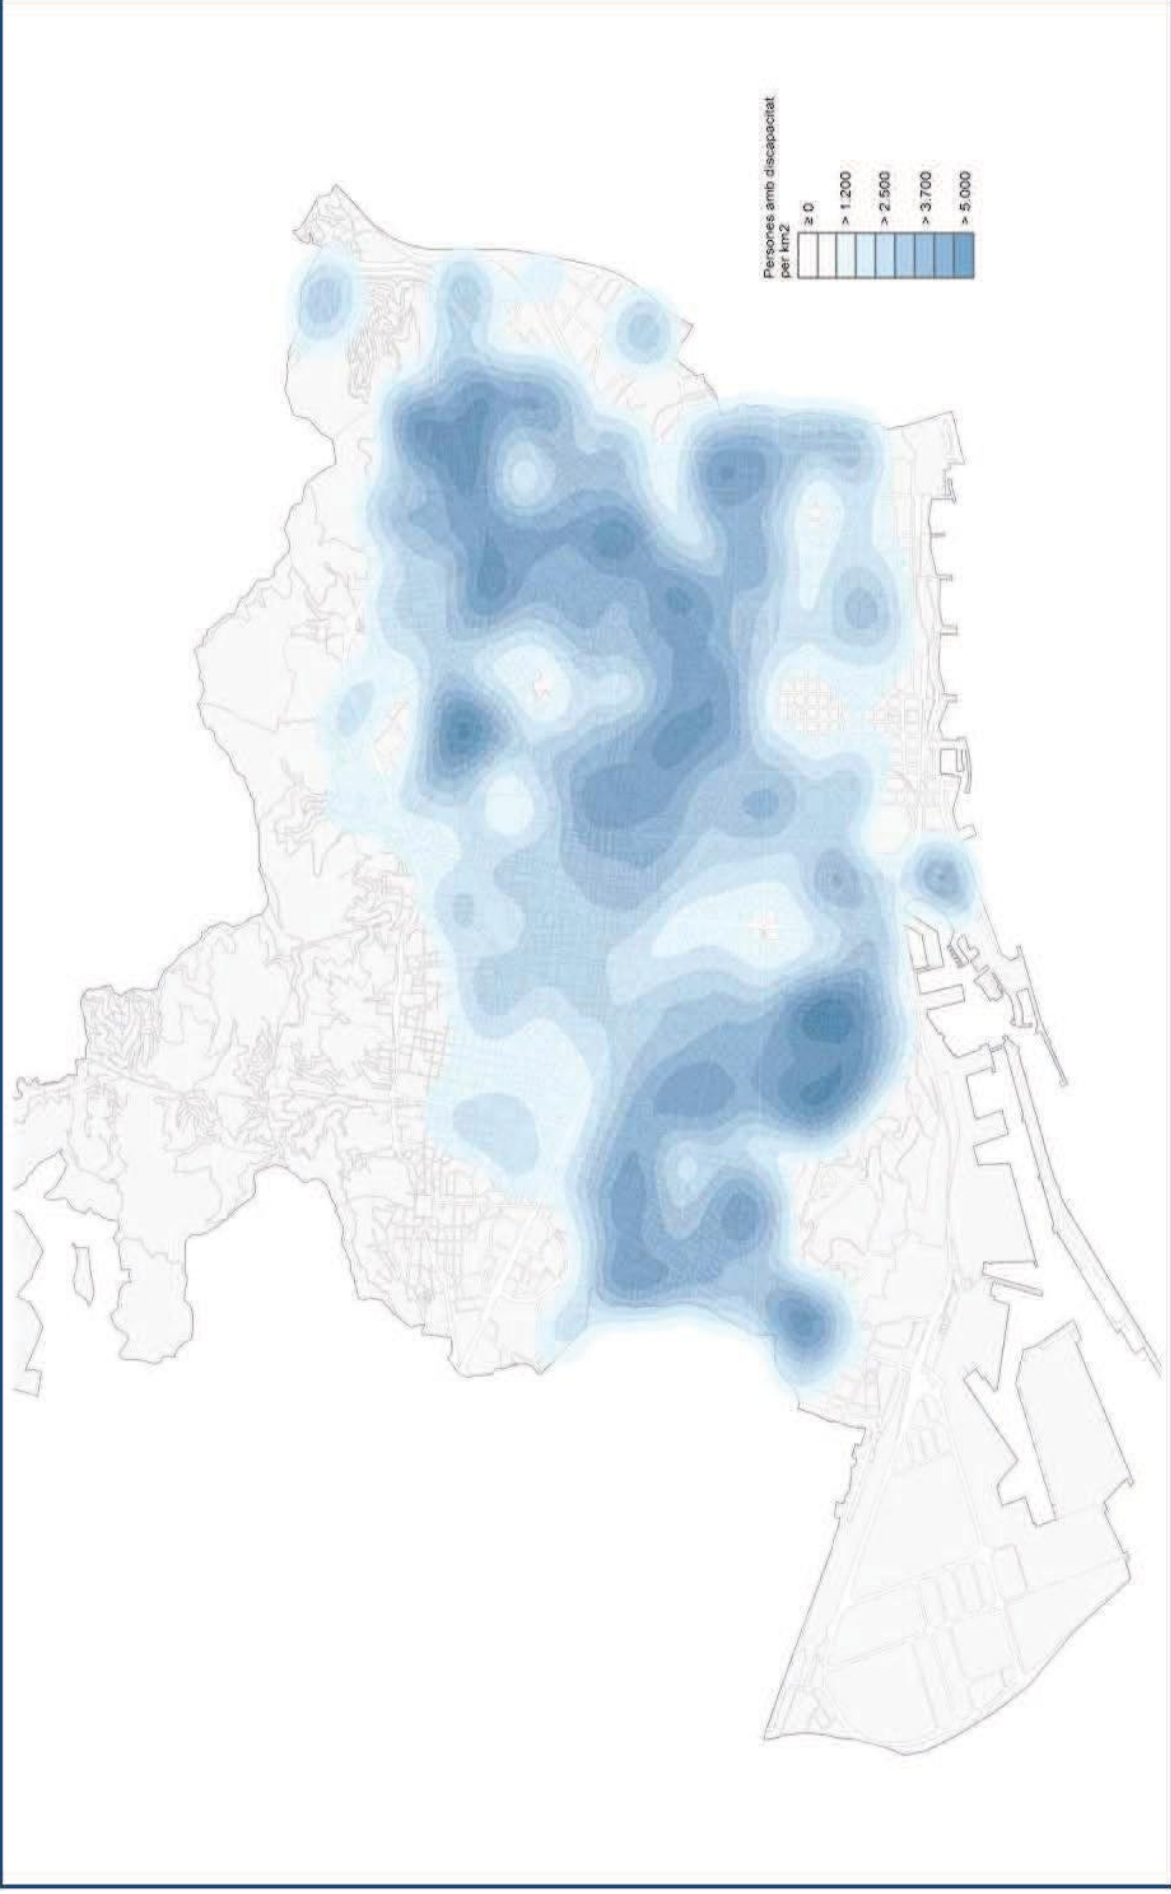 Persones amb discapacitat
per km2
≥ 0
> 1.200
> 2.500
> 3.700
> 5.000